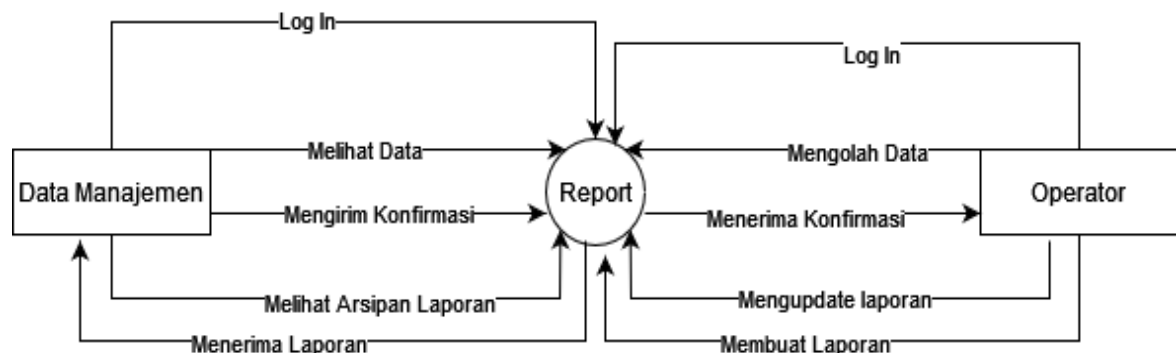 Log In
Log In
Melihat Data
Mengolah Data
Data Manajemen
Report
Operator
Mengirim Konfirmasi
Menerima Konfirmasi
Melihat Arsipan Laporan
Mengupdate laporan
Menerima Laporan
Membuat Laporan